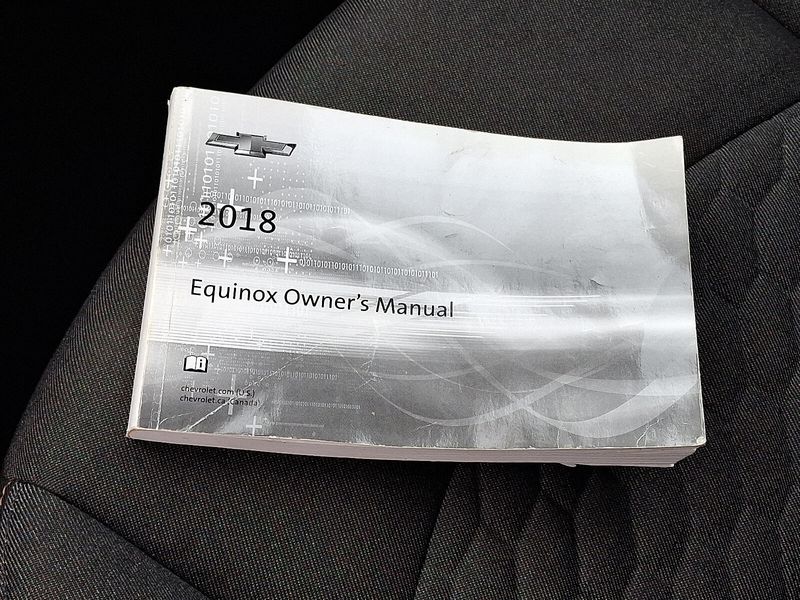 2018
Equinox Owner's Manual
chevrolet.com (U.S.)
chevrolet.ca (Canada)